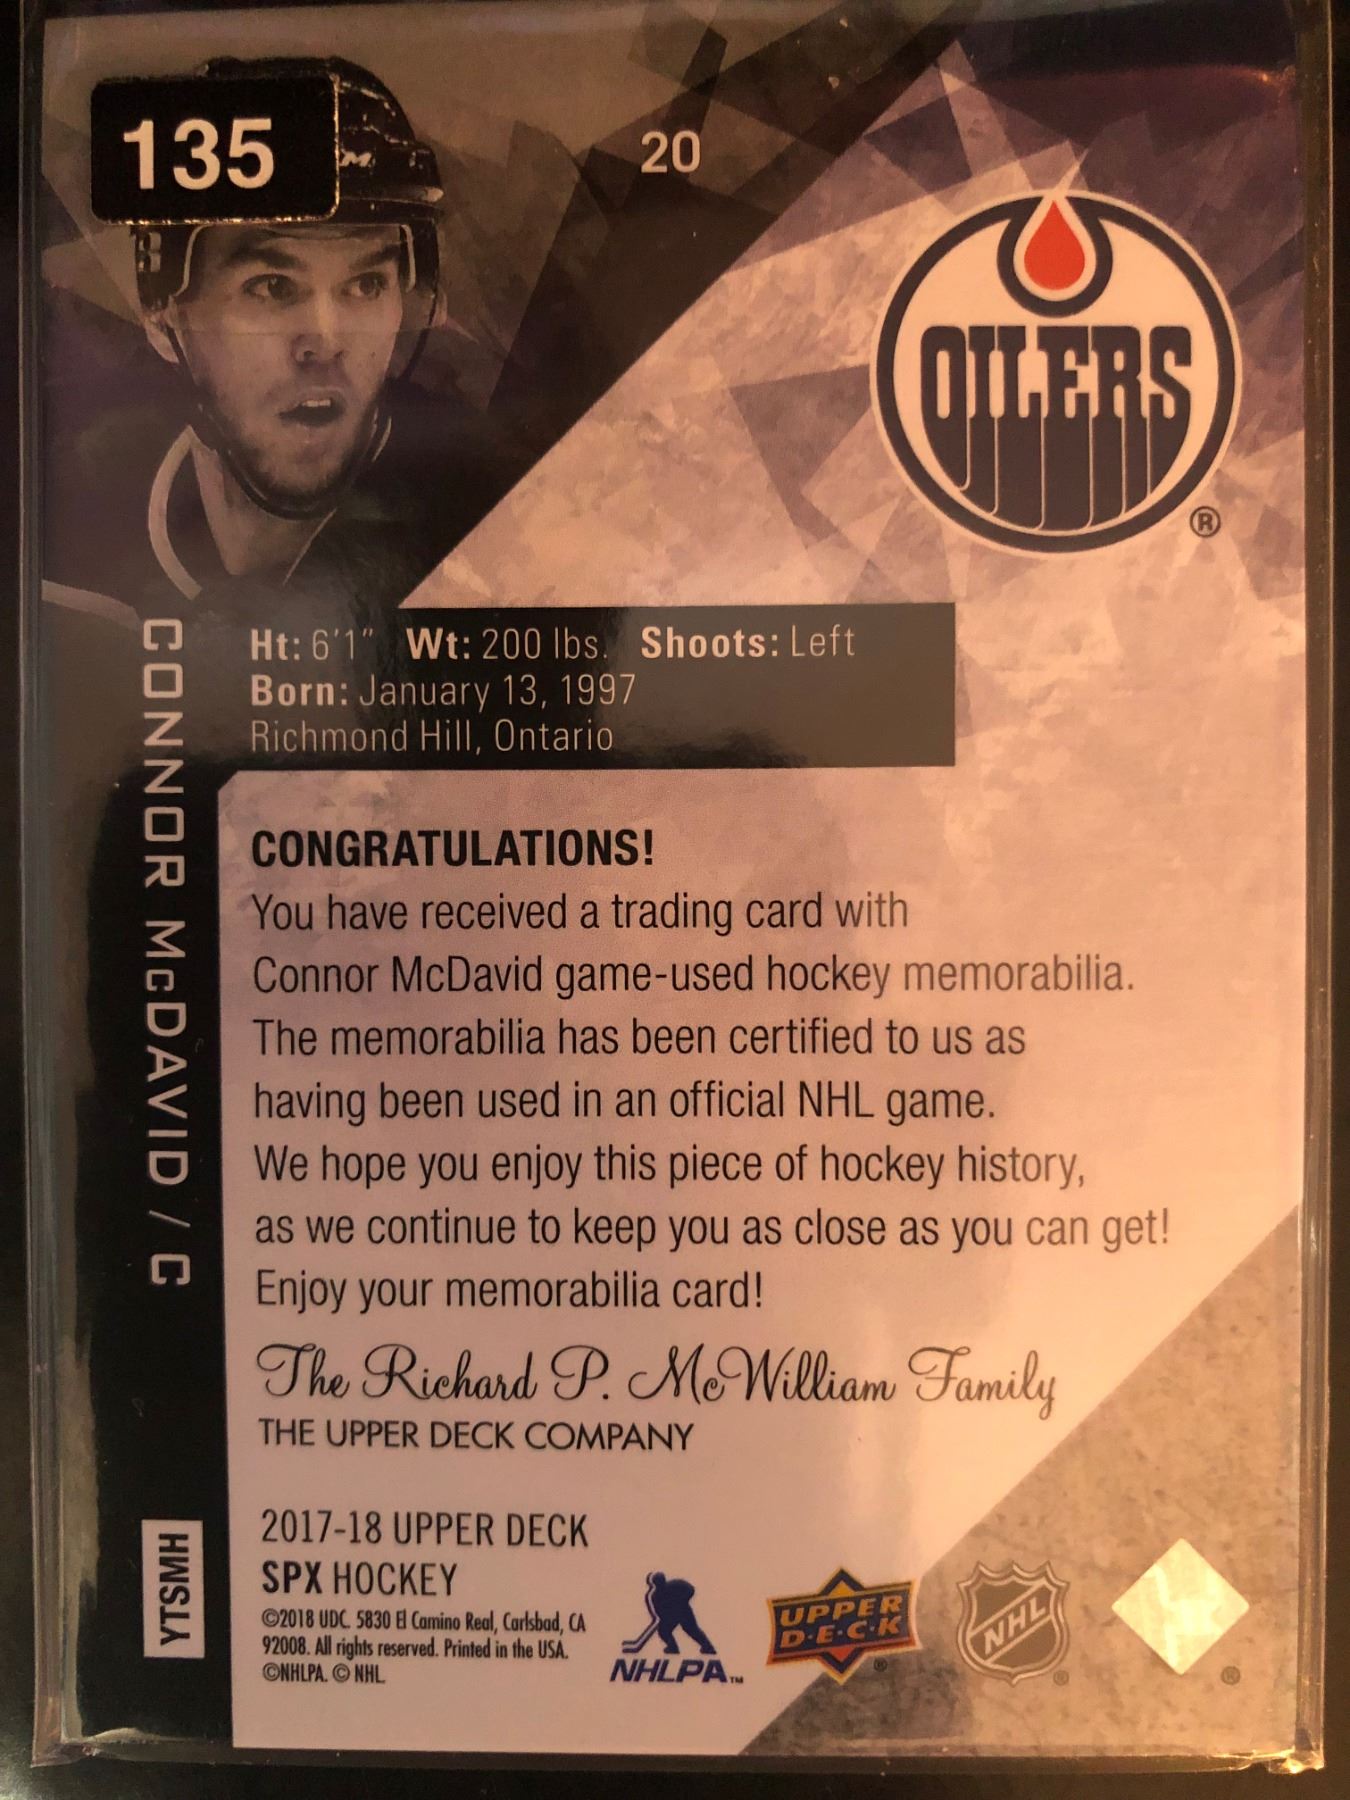 135
20
OILERS
®
CONNOR McDAVID / C
Ht: 6'1" Wt: 200 lbs. Shoots: Left
Born: January 13, 1997
Richmond Hill, Ontario
CONGRATULATIONS!
You have received a trading card with
Connor McDavid game-used hockey memorabilia.
The memorabilia has been certified to us as
having been used in an official NHL game.
We hope you enjoy this piece of hockey history,
as we continue to keep you as close as you can get!
Enjoy your memorabilia card!
The Richard P. McWilliam Family
THE UPPER DECK COMPANY
YTSMH
2017-18 UPPER DECK
SPX HOCKEY
©2018 UDC. 5830 El Camino Real, Carlsbad, CA
92008. All rights reserved. Printed in the USA.
©NHLPA. © NHL
NHLPA™
UPPER
D·E·C·K
®
NHL
®
®